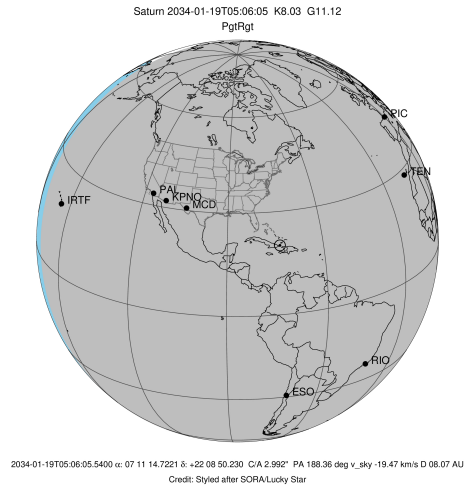 Saturn 2034-01-19T05:06:05 K8.03 G11.12
PgtRgt
PIC
TEN
PAL
KPNO
IRTF
MCD
RIO
ESO
2034-01-19T05:06:05.5400 α: 07 11 14.7221 δ: +22 08 50.230 C/A 2.992" PA 188.36 deg v_sky -19.47 km/s D 08.07 AU
Credit: Styled after SORA/Lucky Star